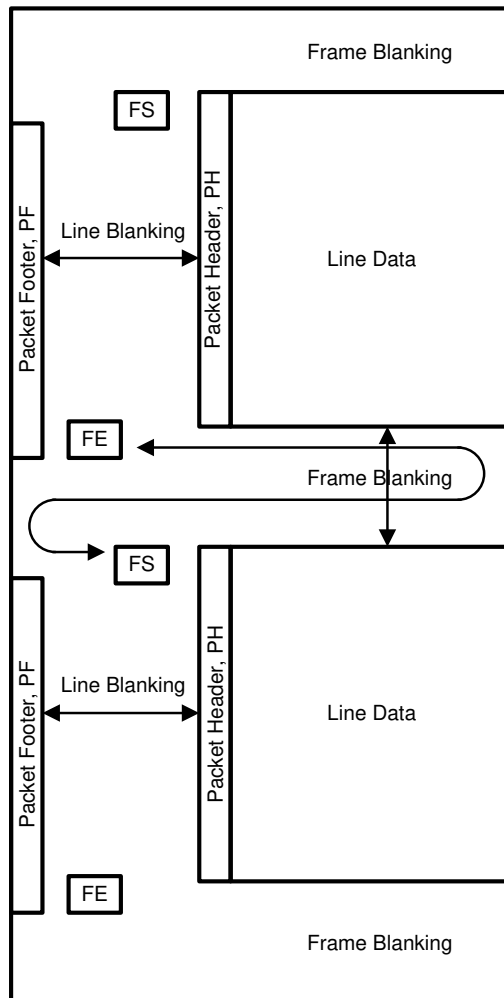 Frame Blanking
FS
Packet Footer, PF
Line Blanking
Packet Header, PH
Line Data
FE
Frame Blanking
FS
Packet Footer, PF
Line Blanking
Packet Header, PH
Line Data
FE
Frame Blanking